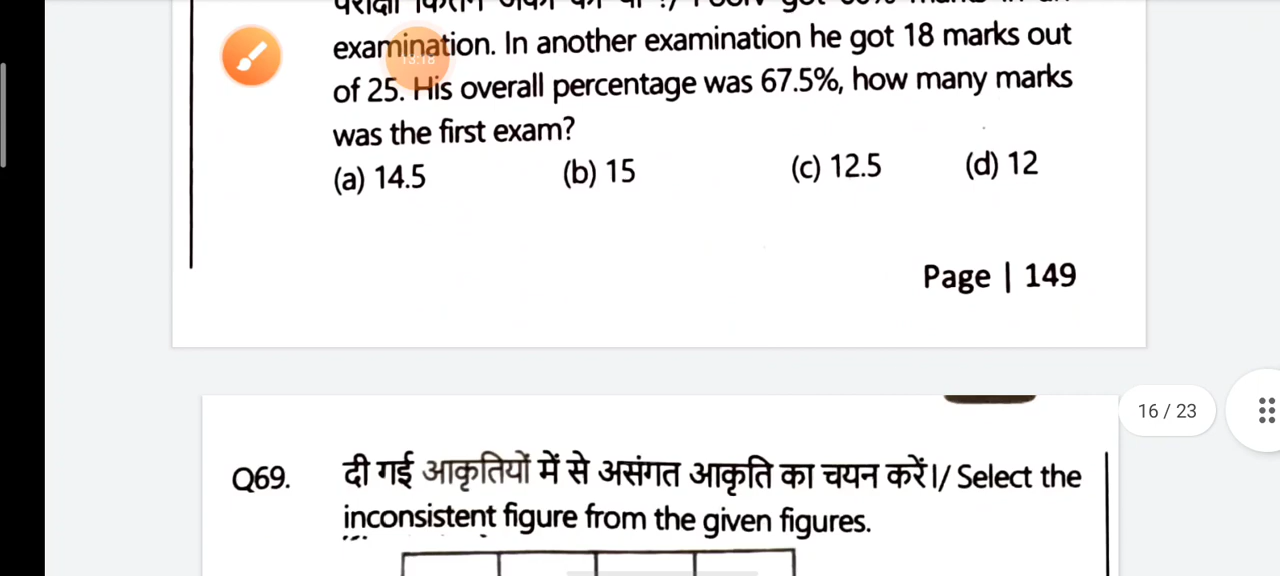 examination. In another examination he got 18 marks out
of 25. His overall percentage was 67.5%, how many marks
was the first exam?
(a) 14.5 (b) 15 (c) 12.5 (d) 12
Page | 149
16 / 23
Q69. दी गई आकृतियों में से असंगत आकृति का चयन करें।/ Select the
inconsistent figure from the given figures.